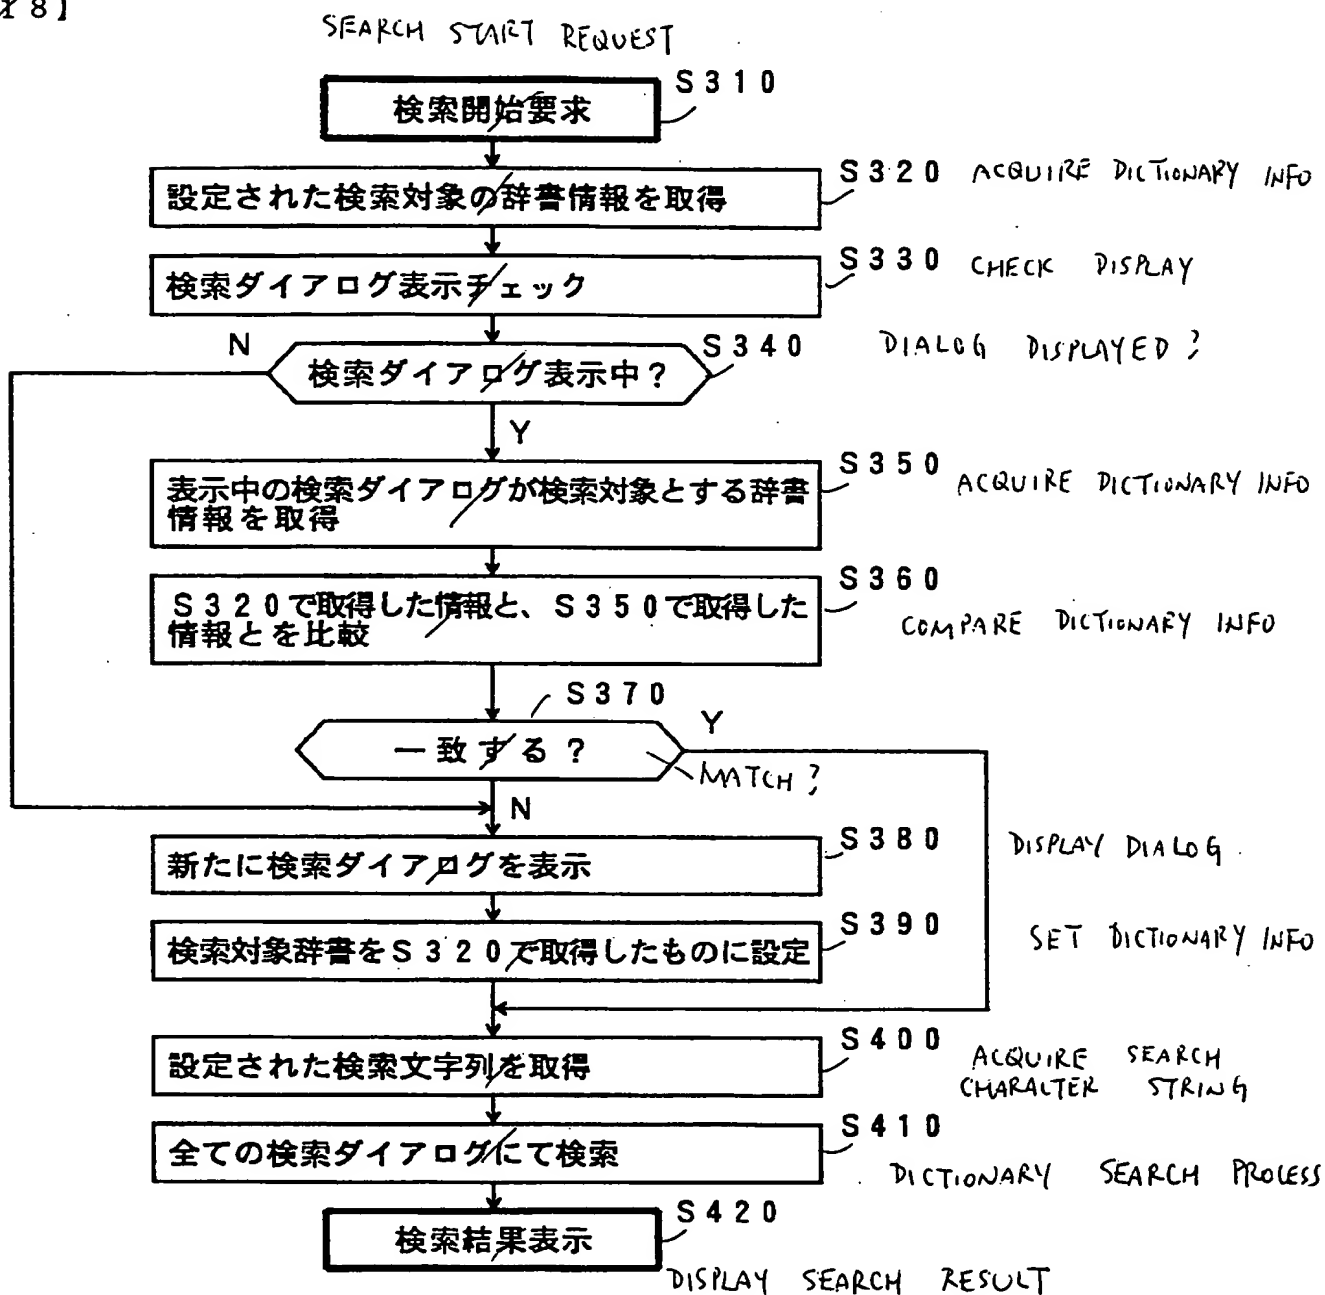 8】
SEARCH START REQUEST
S310
検索開始要求
S320 ACQUIRE DICTIONARY INFO
設定された検索対象の辞書情報を取得
S330 CHECK DISPLAY
検索ダイアログ表示チェック
N
S340 DIALOG DISPLAYED?
検索ダイアログ表示中?
Y
S350 ACQUIRE DICTIONARY INFO
表示中の検索ダイアログが検索対象とする辞書
情報を取得
S360
S320で取得した情報と、S350で取得した
情報とを比較
COMPARE DICTIONARY INFO
S370
Y
一致する?
MATCH?
N
S380 DISPLAY DIALOG
新たに検索ダイアログを表示
S390 SET DICTIONARY INFO
検索対象辞書をS320で取得したものに設定
S400 ACQUIRE SEARCH
CHARACTER STRING
設定された検索文字列を取得
S410
全ての検索ダイアログにて検索
DICTIONARY SEARCH PROCESS
S420
検索結果表示
DISPLAY SEARCH RESULT